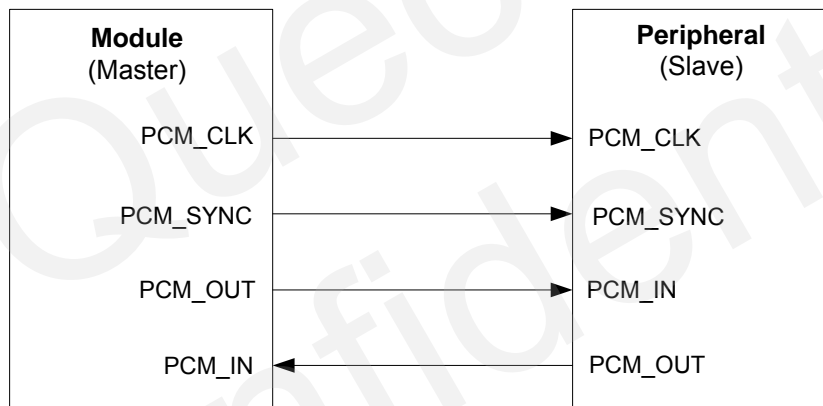 Module
(Master)
Peripheral
(Slave)
PCM_CLK
PCM_CLK
PCM_SYNC
PCM_SYNC
PCM_OUT
PCM_IN
PCM_IN
PCM_OUT